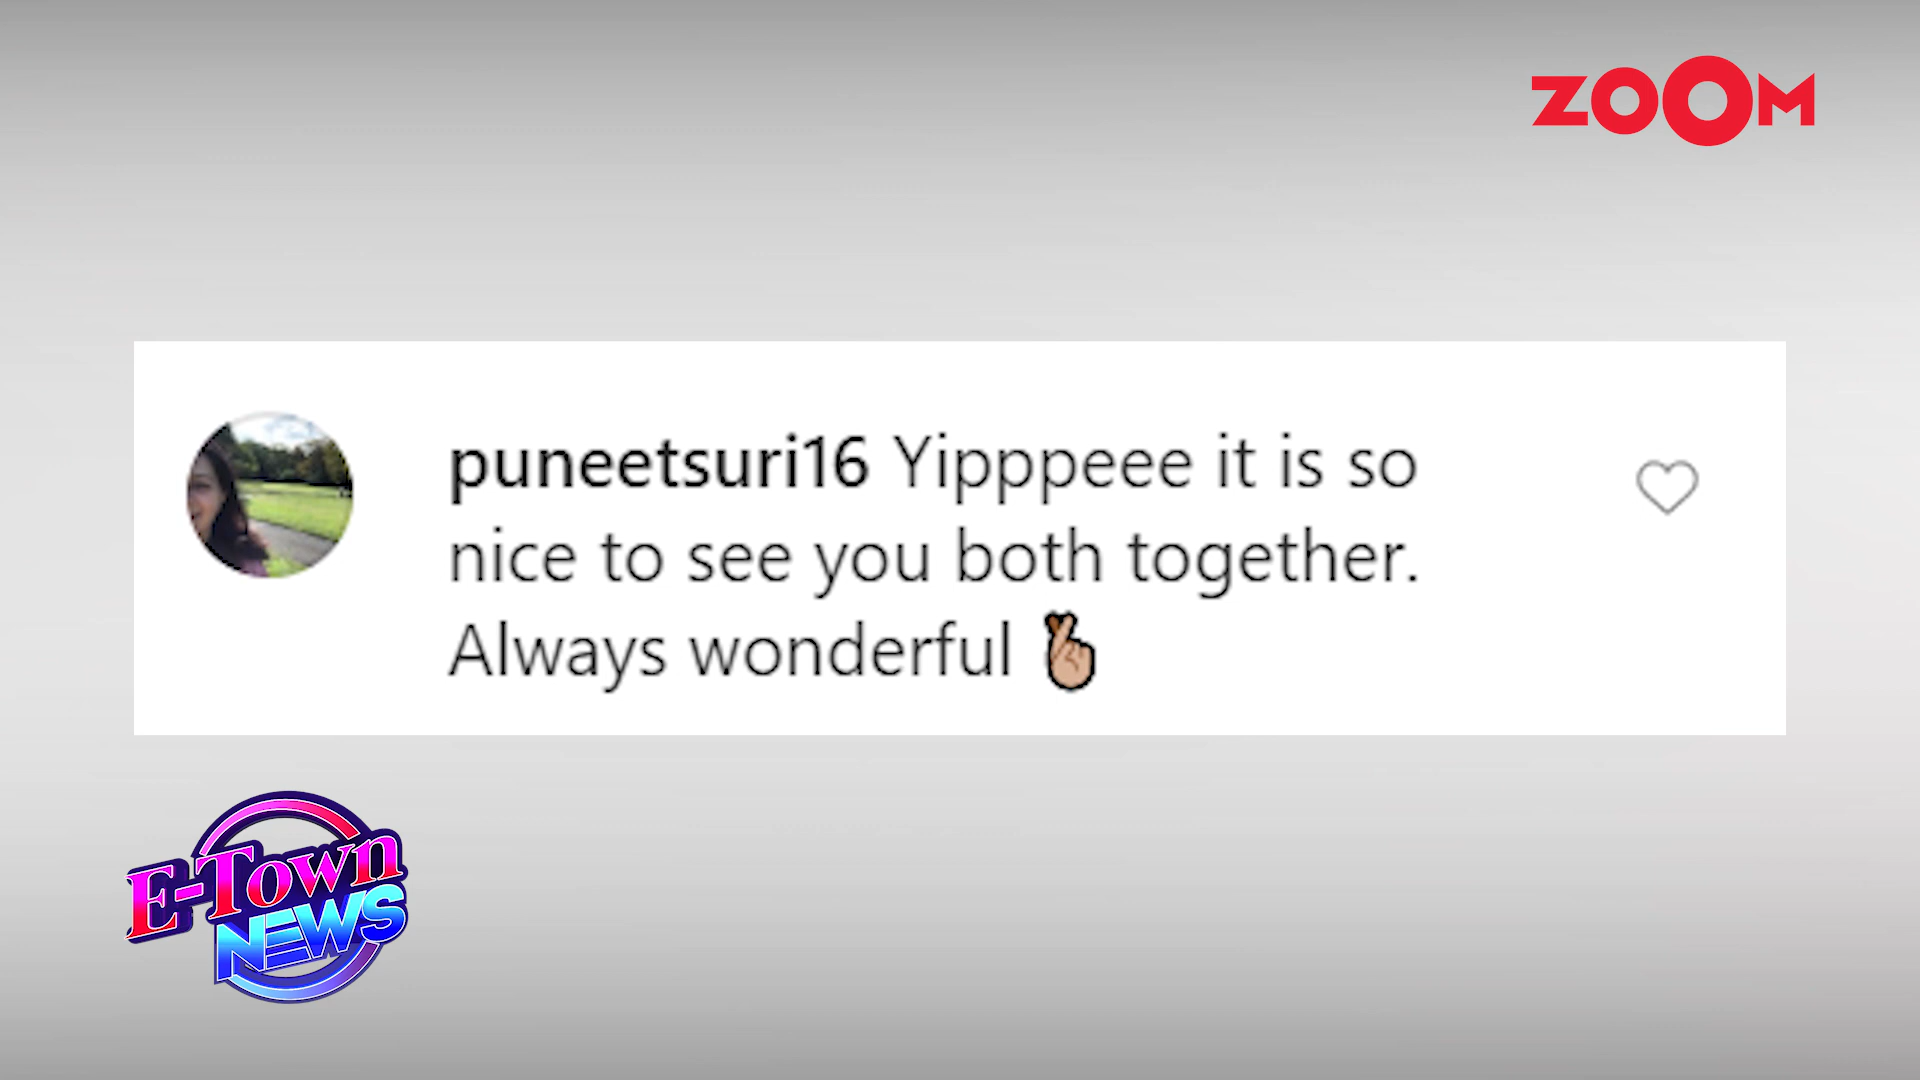 ZOOM
puneetsuri16 Yipppeee it is so
nice to see you both together.
Always wonderful 🤞🏼
E-Town
NEWS